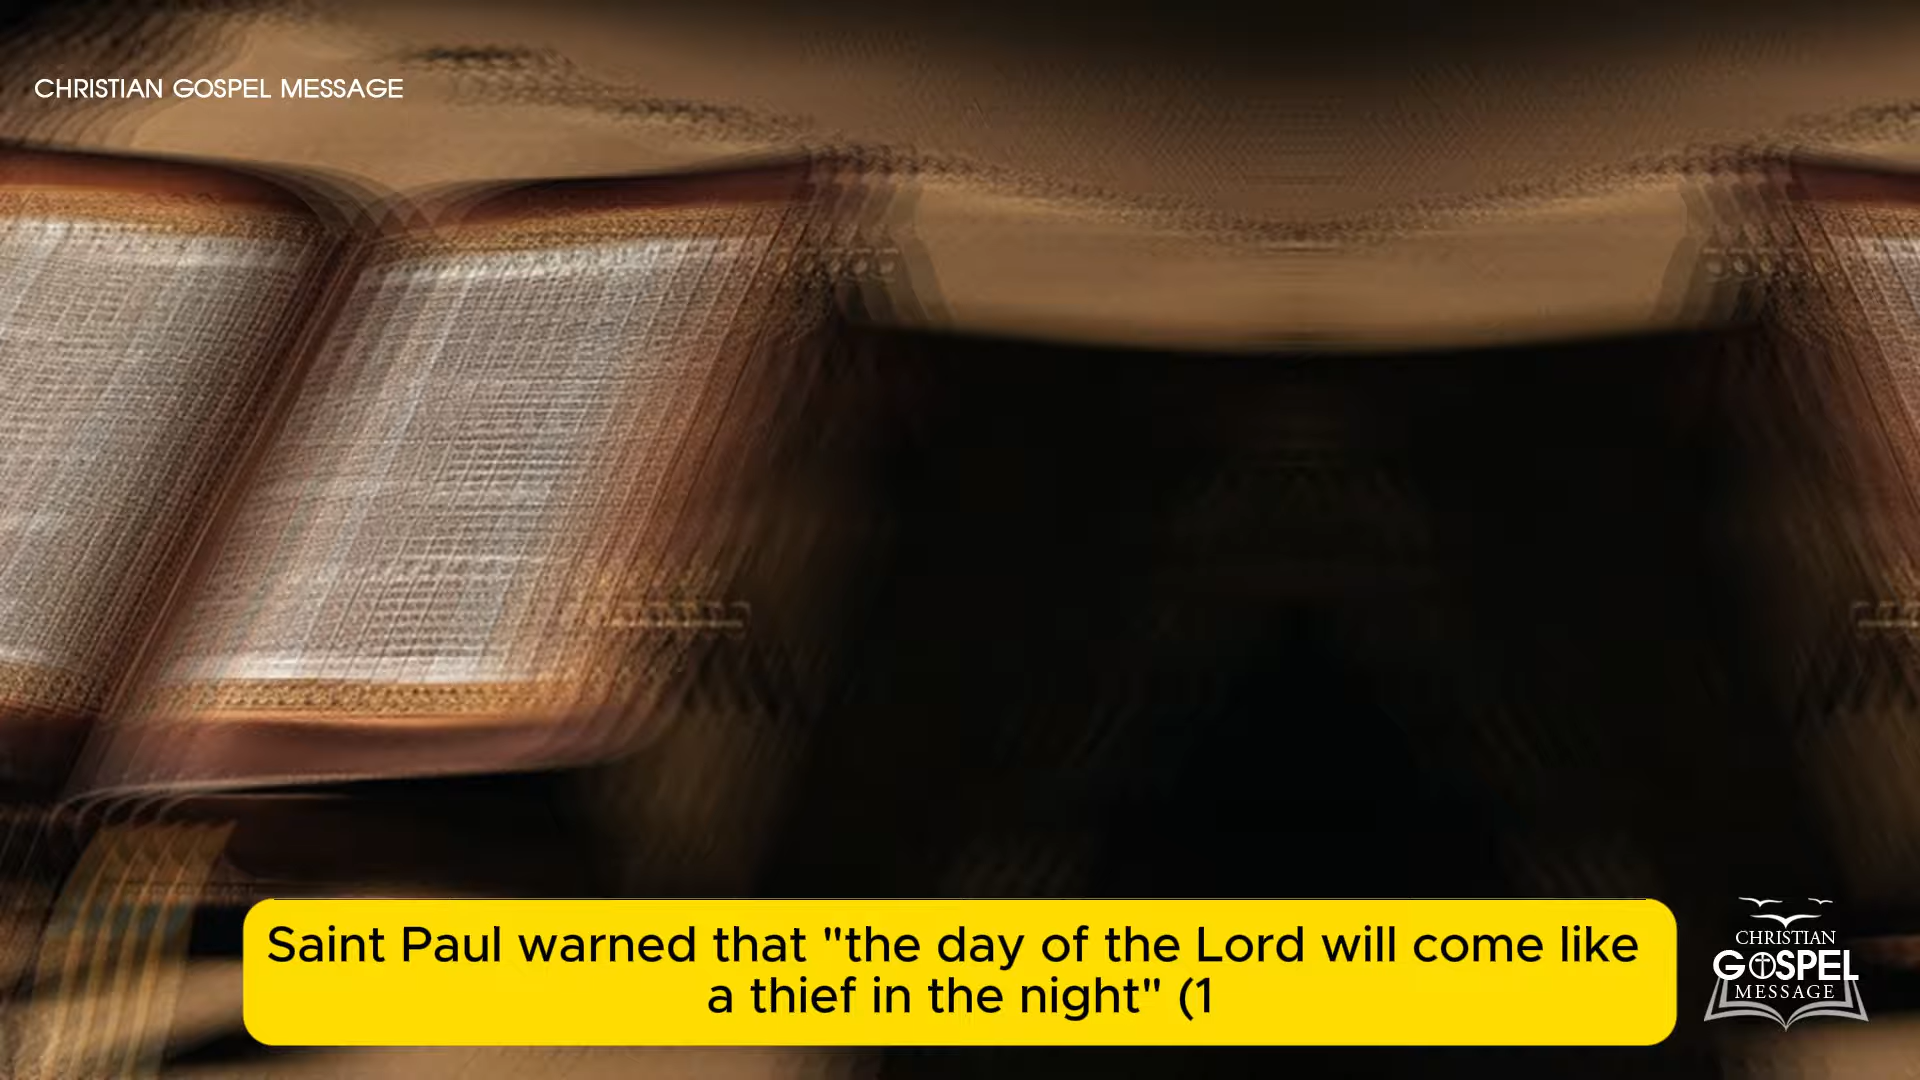 CHRISTIAN GOSPEL MESSAGE
Saint Paul warned that "the day of the Lord will come like
a thief in the night" (1
CHRISTIAN
GOSPEL
MESSAGE